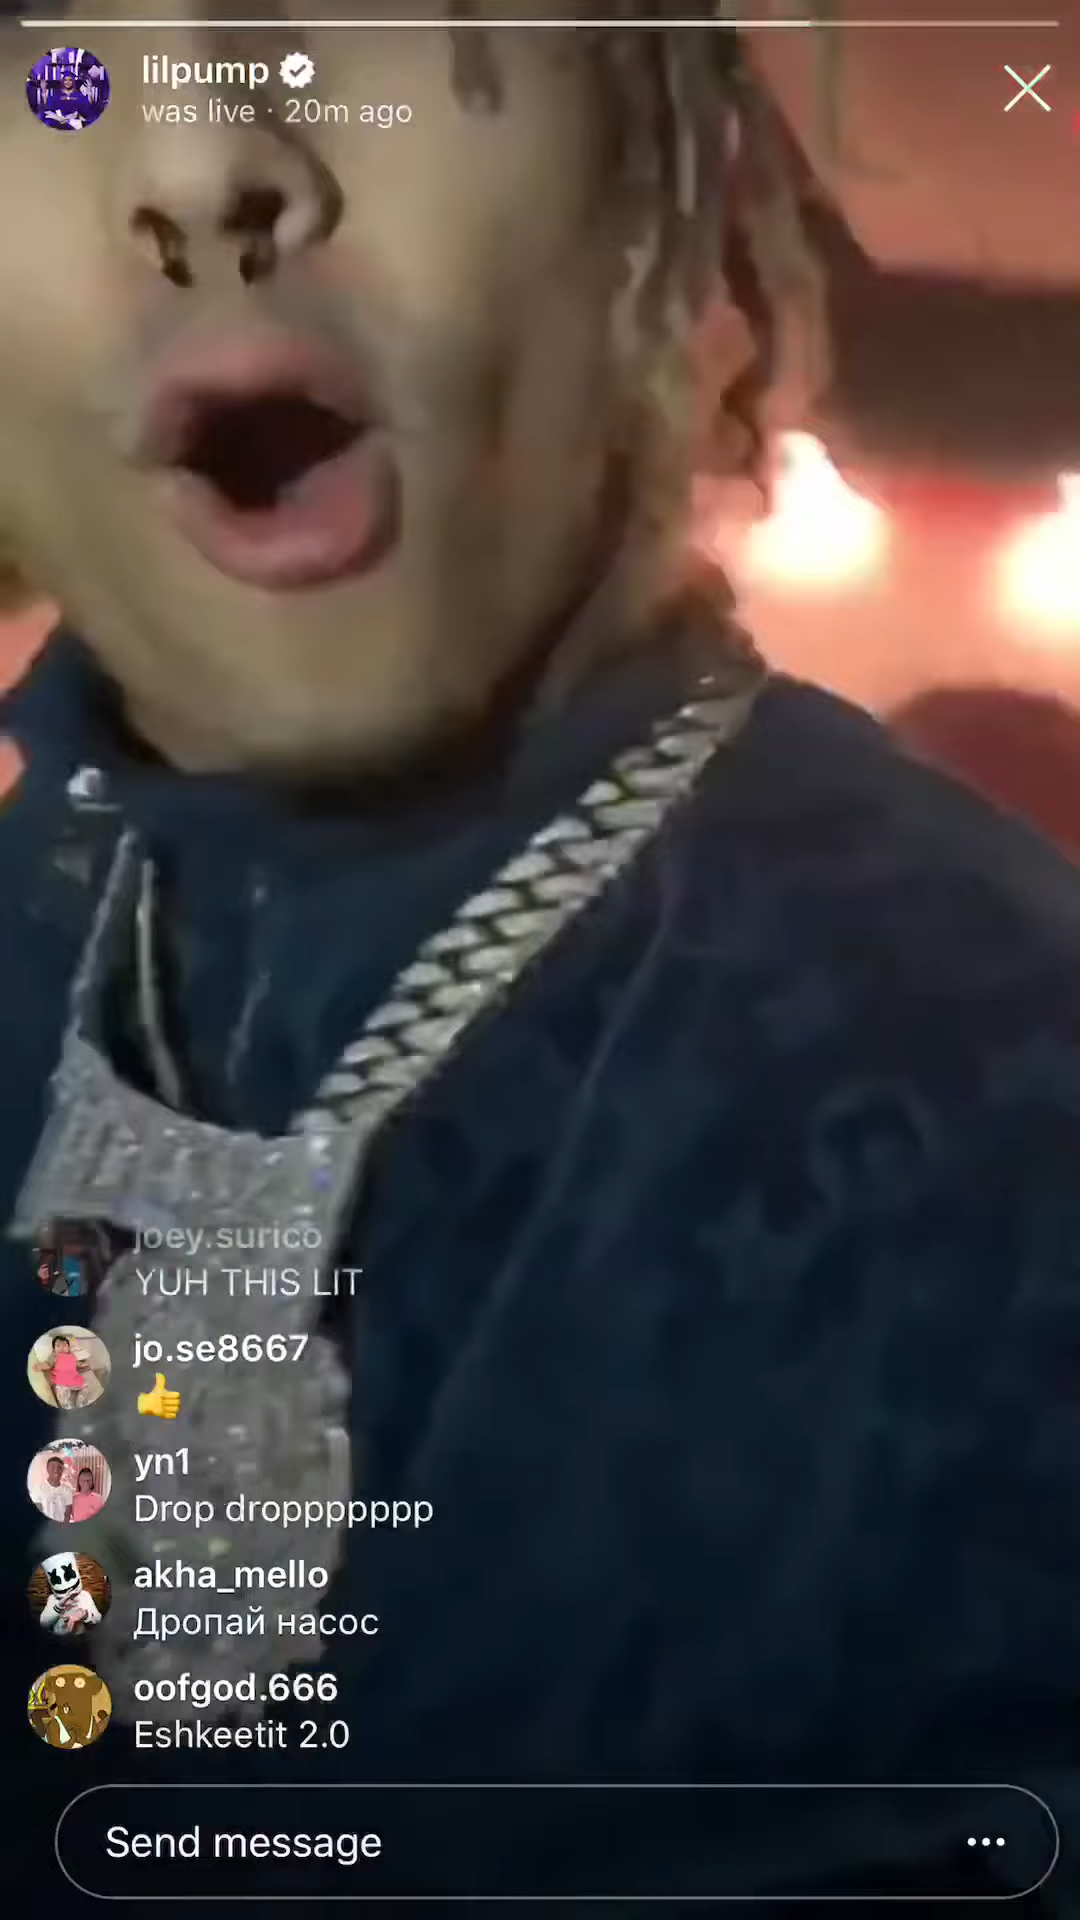 lilpump
was live · 20m ago
joey.surico
YUH THIS LIT
jo.se8667
👍
yn1
Drop droppppppp
akha_mello
Дропай насос
oofgod.666
Eshkeetit 2.0
Send message